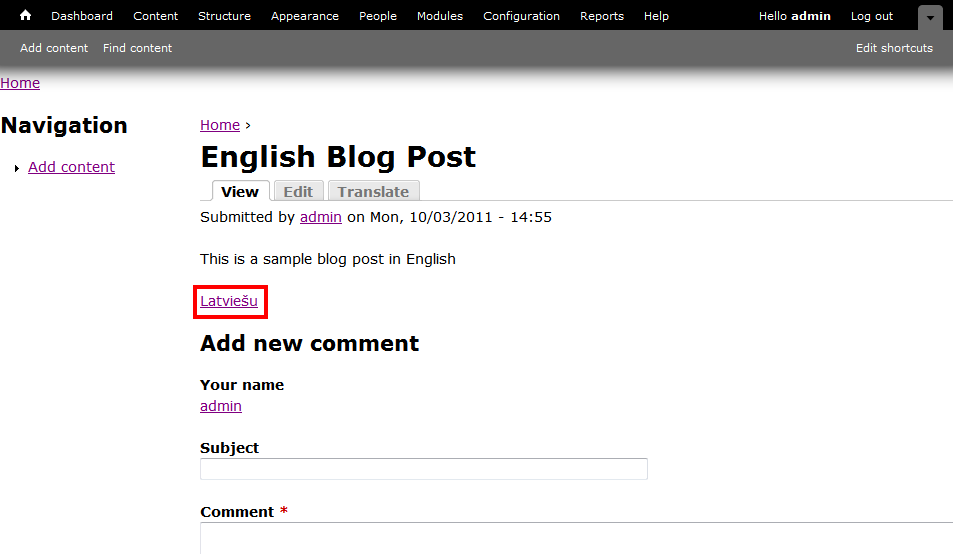 Dashboard Content Structure Appearance People Modules Configuration Reports Help Hello admin Log out
Add content Find content Edit shortcuts
Home
Navigation
Add content
Home ›
English Blog Post
View Edit Translate
Submitted by admin on Mon, 10/03/2011 - 14:55
This is a sample blog post in English
Latviešu
Add new comment
Your name
admin
Subject
Comment *